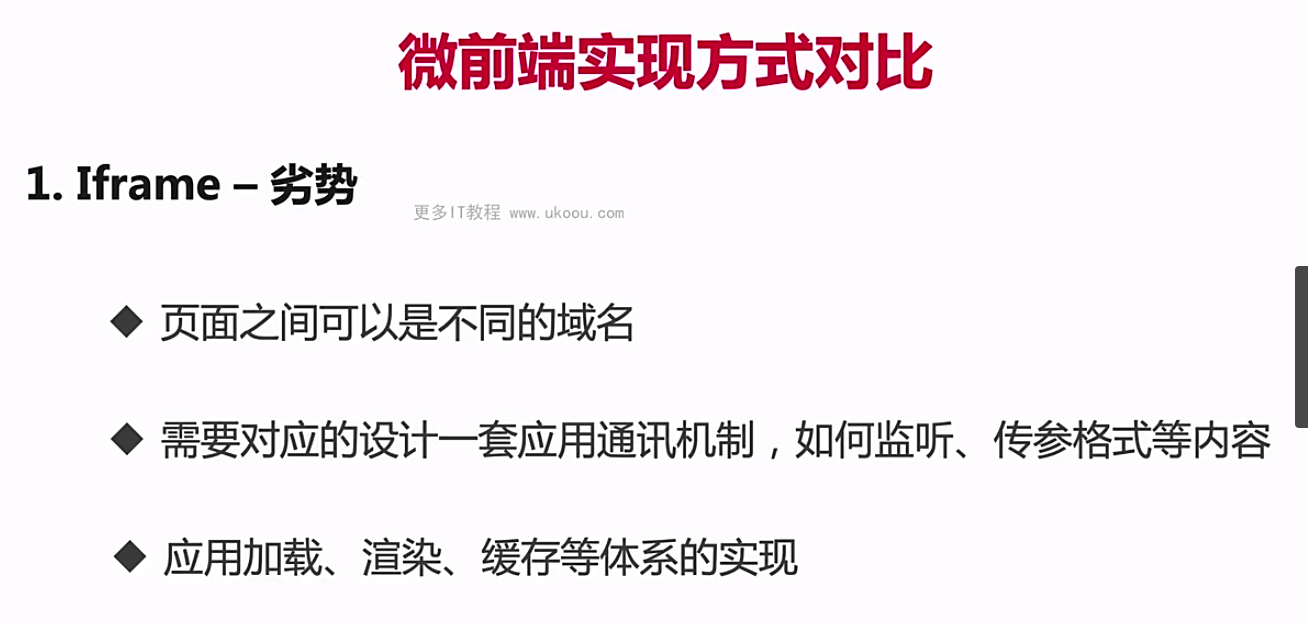 微前端实现方式对比
1. Iframe – 劣势
更多IT教程 www.ukoou.com
◆ 页面之间可以是不同的域名
◆ 需要对应的设计一套应用通讯机制，如何监听、传参格式等内容
◆ 应用加载、渲染、缓存等体系的实现